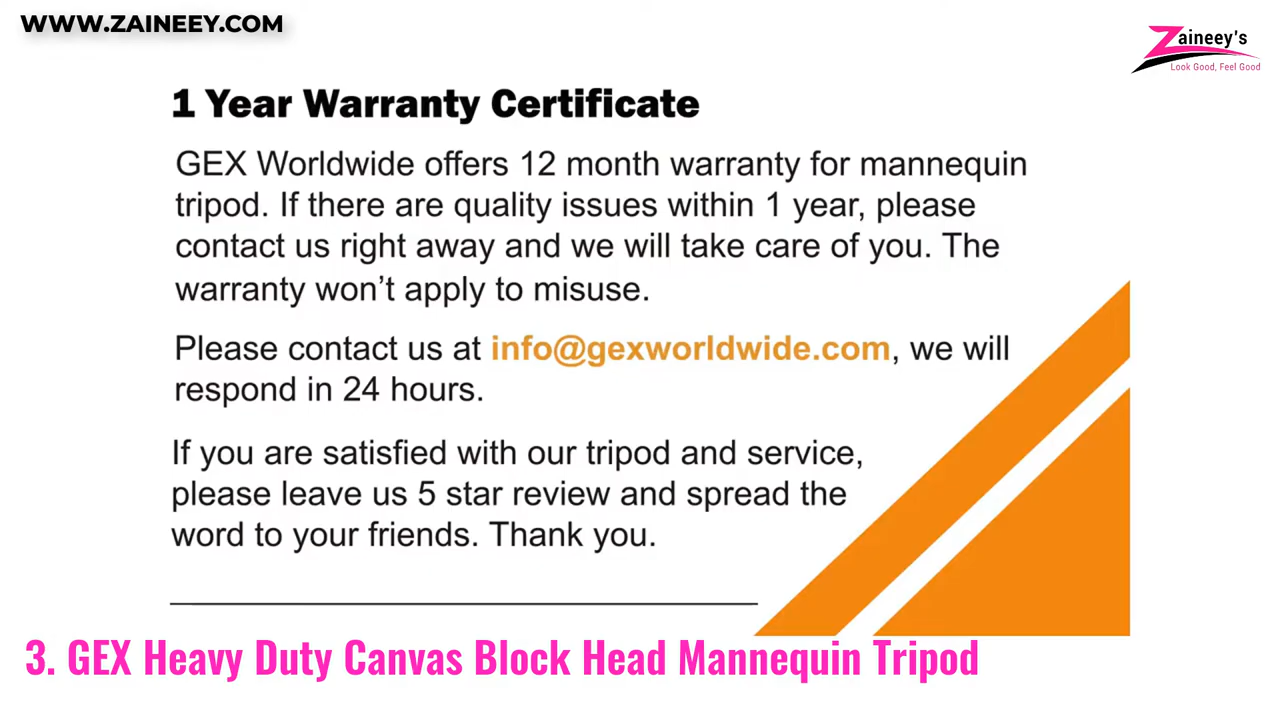 WWW.ZAINEEY.COM
Zaineey's
Look Good, Feel Good
1 Year Warranty Certificate
GEX Worldwide offers 12 month warranty for mannequin
tripod. If there are quality issues within 1 year, please
contact us right away and we will take care of you. The
warranty won’t apply to misuse.
Please contact us at info@gexworldwide.com, we will
respond in 24 hours.
If you are satisfied with our tripod and service,
please leave us 5 star review and spread the
word to your friends. Thank you.
3. GEX Heavy Duty Canvas Block Head Mannequin Tripod